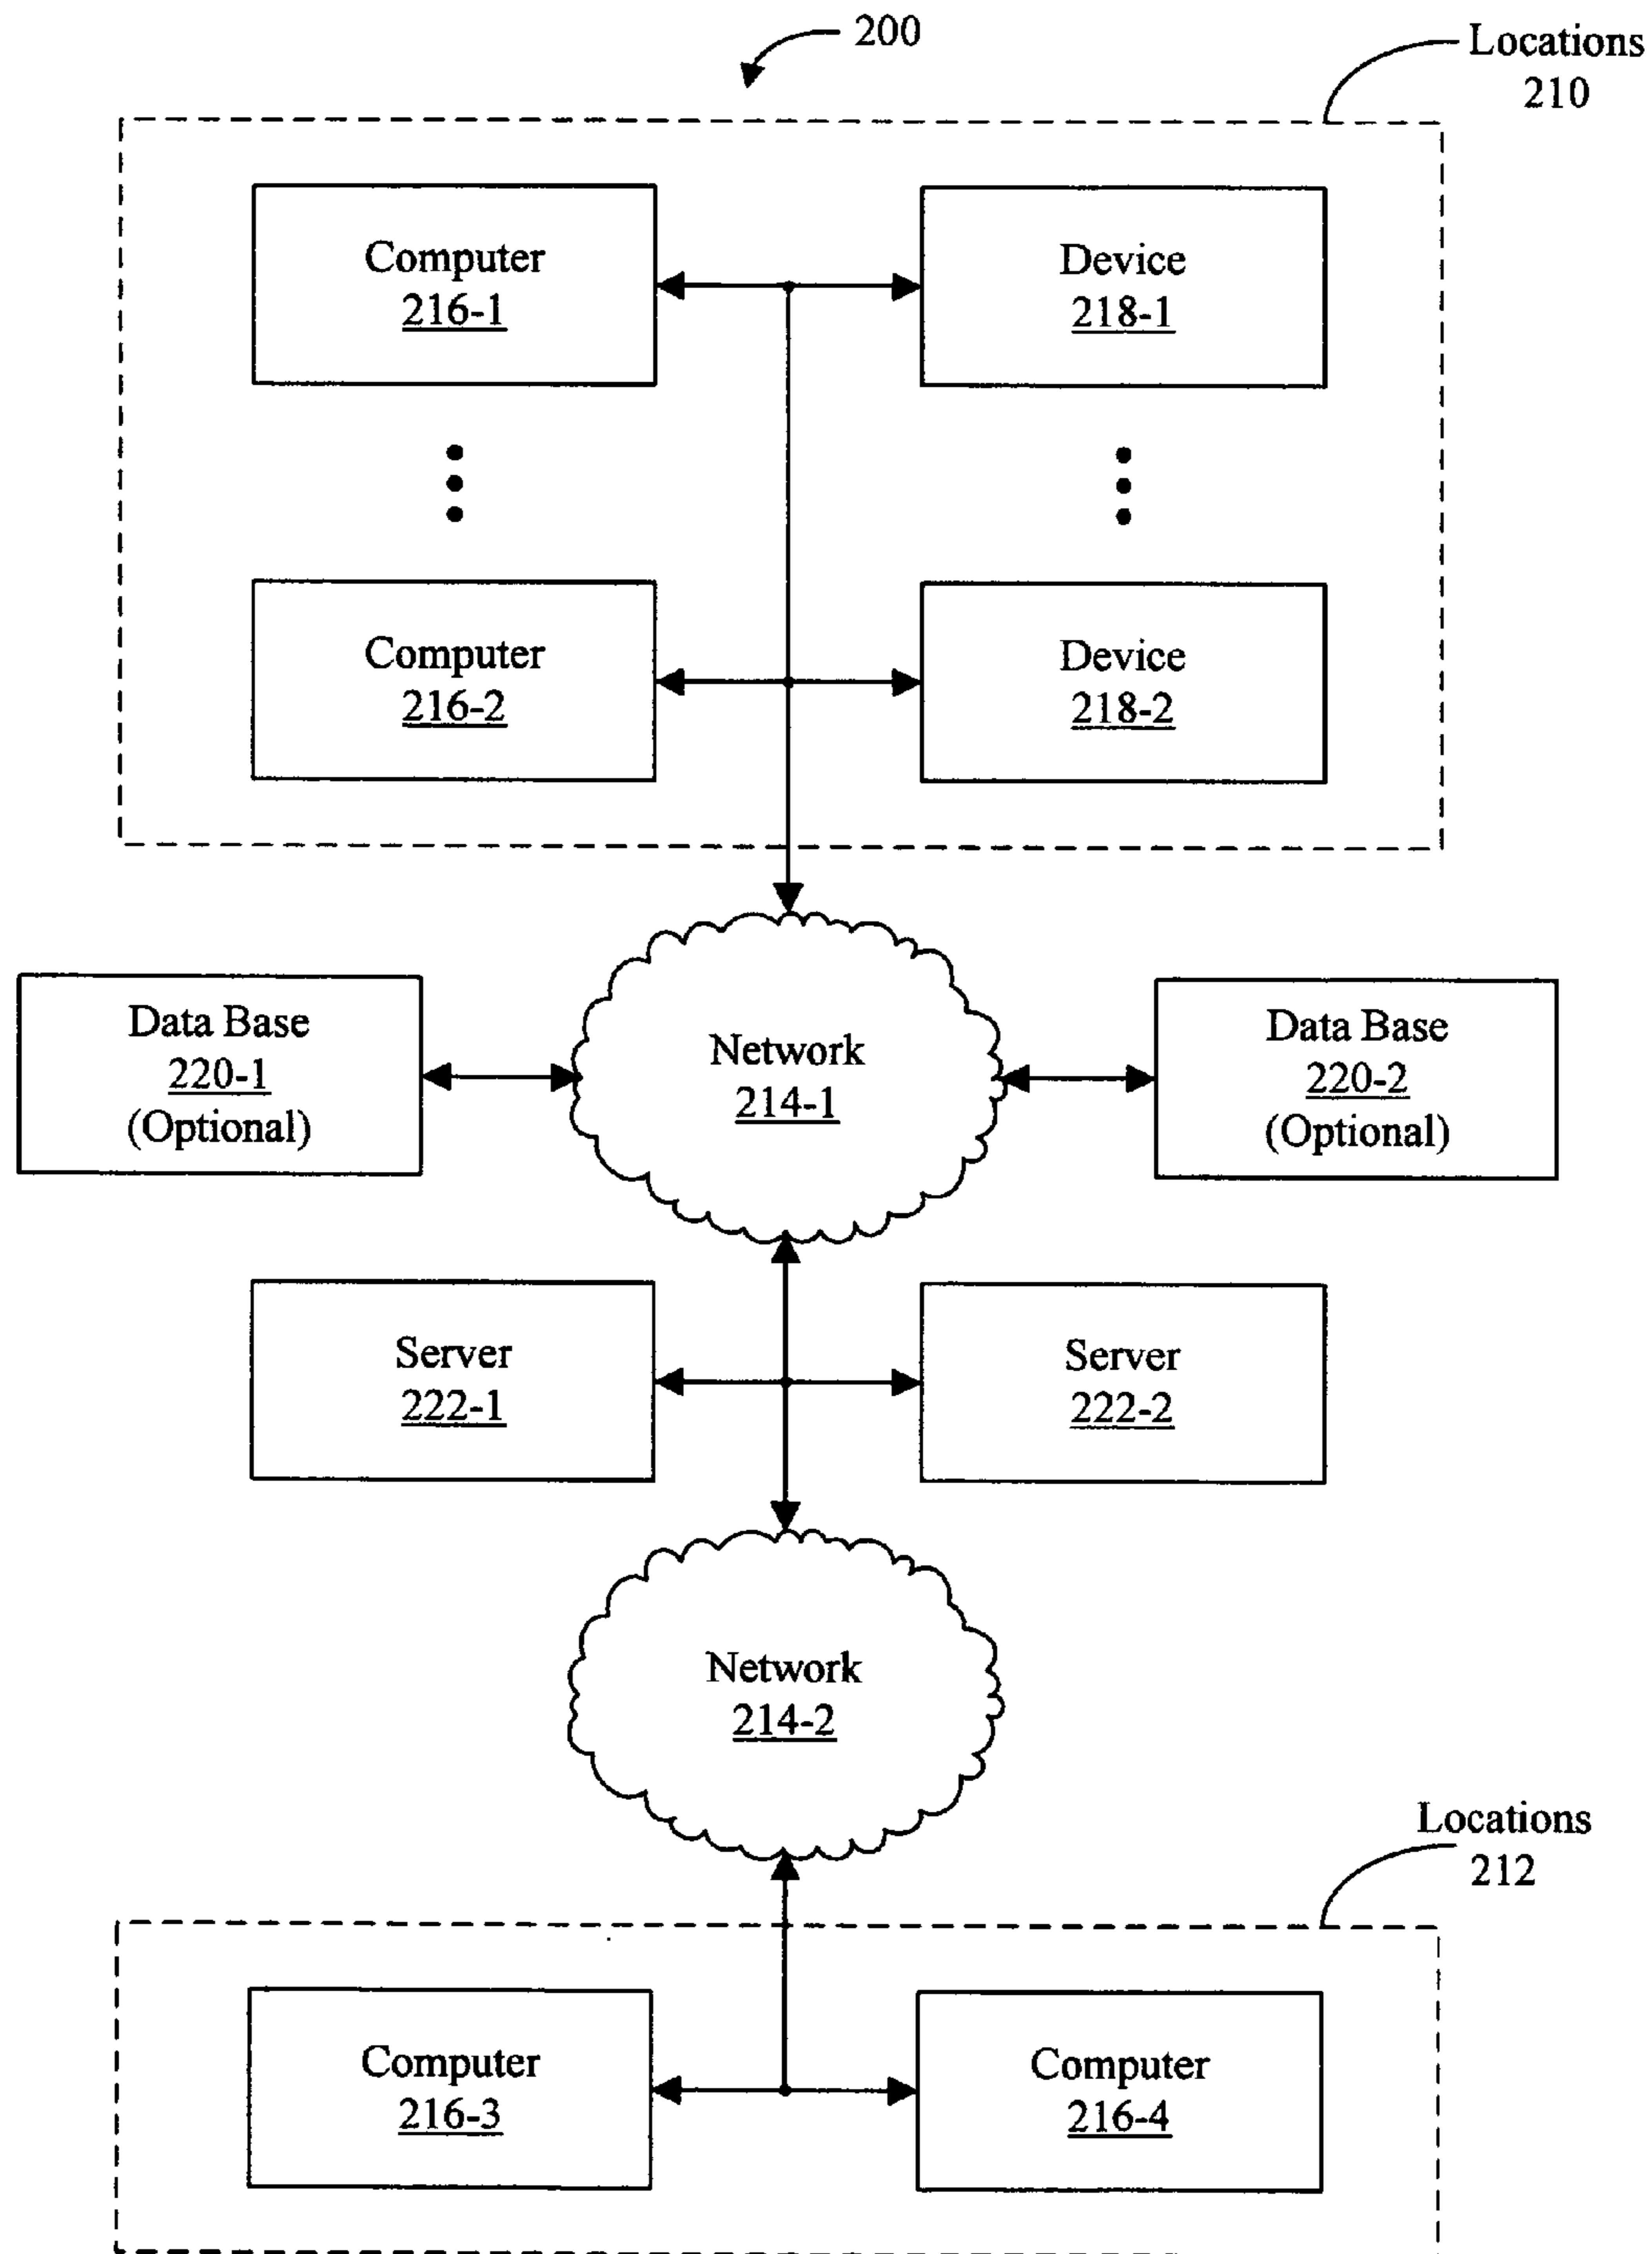 200
Locations
210
Computer
216-1
Device
218-1
Computer
216-2
Device
218-2
Data Base
220-1
(Optional)
Network
214-1
Data Base
220-2
(Optional)
Server
222-1
Server
222-2
Network
214-2
Locations
212
Computer
216-3
Computer
216-4